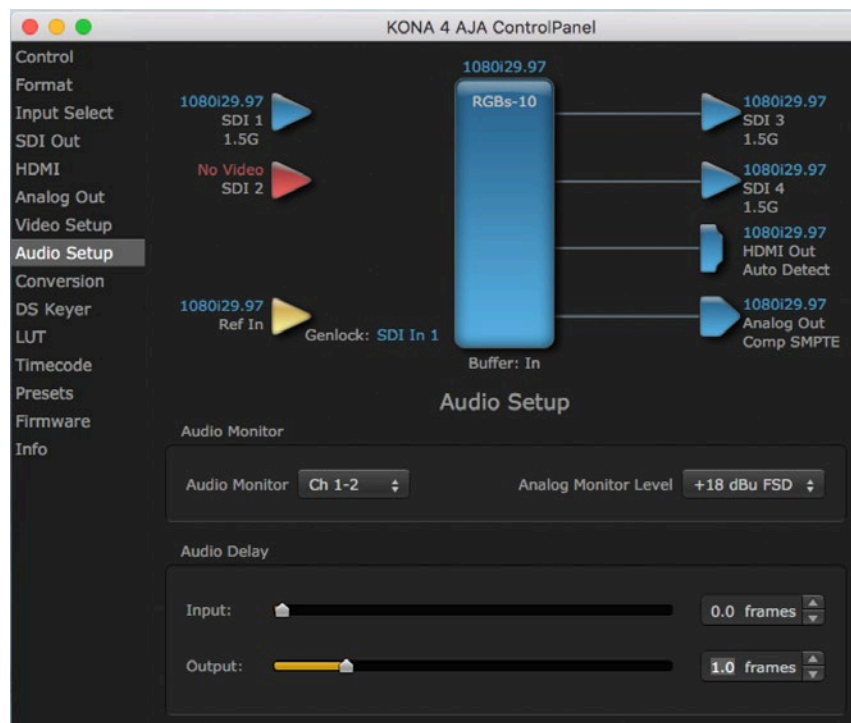 KONA 4 AJA ControlPanel
Control
Format
Input Select
SDI Out
HDMI
Analog Out
Video Setup
Audio Setup
Conversion
DS Keyer
LUT
Timecode
Presets
Firmware
Info
1080i29.97
SDI 1
1.5G
No Video
SDI 2
1080i29.97
Ref In
Genlock: SDI In 1
1080i29.97
RGBs-10
Buffer: In
1080i29.97
SDI 3
1.5G
1080i29.97
SDI 4
1.5G
1080i29.97
HDMI Out
Auto Detect
1080i29.97
Analog Out
Comp SMPTE
Audio Setup
Audio Monitor
Audio Monitor Ch 1-2 Analog Monitor Level +18 dBu FSD
Audio Delay
Input: 0.0 frames
Output: 1.0 frames